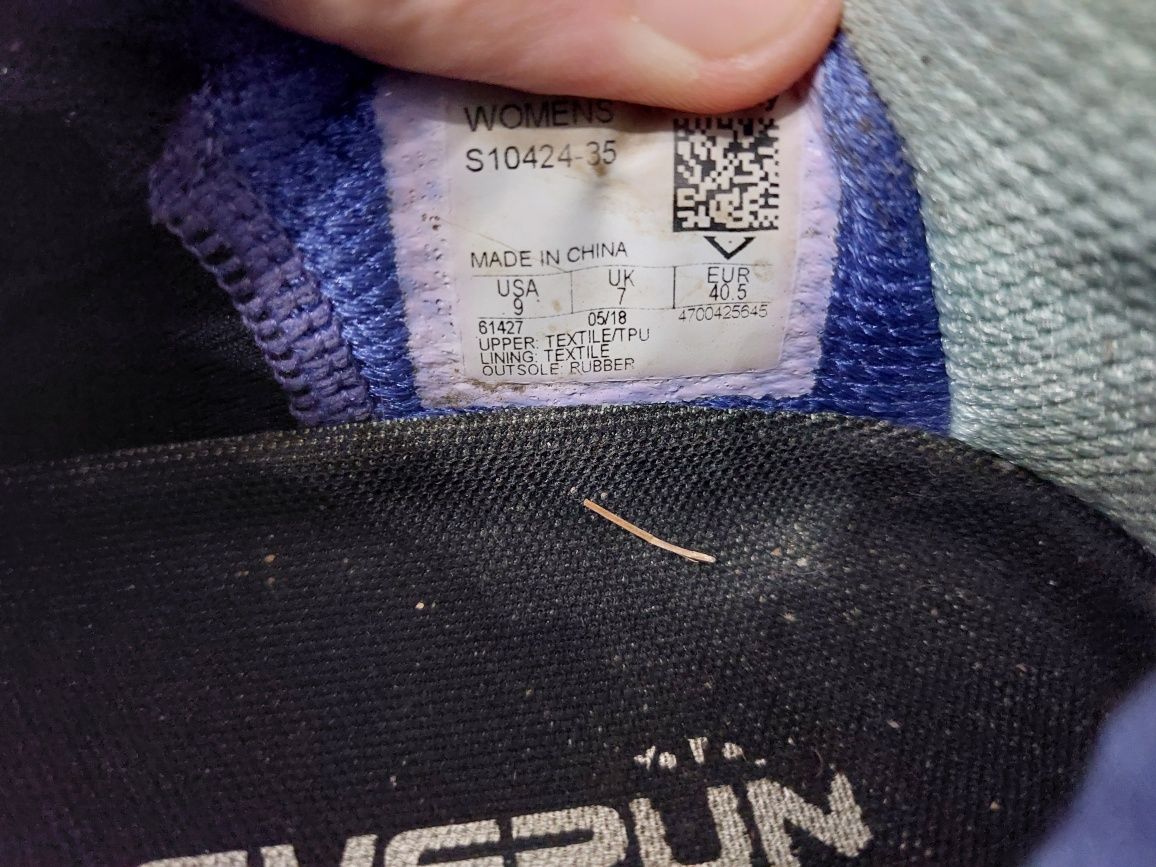 WOMENS
S10424-35
MADE IN CHINA
USA UK EUR
9 7 40.5
61427 05/18 4700425645
UPPER: TEXTILE/TPU
LINING: TEXTILE
OUTSOLE: RUBBER